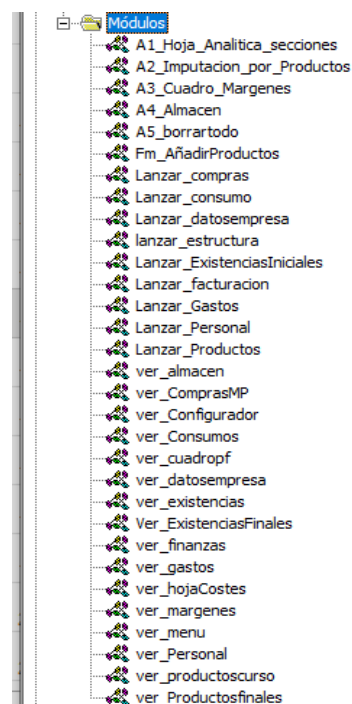 Módulos
A1_Hoja_Analitica_secciones
A2_Imputacion_por_Productos
A3_Cuadro_Margenes
A4_Almacen
A5_borrartodo
Fm_AñadirProductos
Lanzar_compras
Lanzar_consumo
Lanzar_datosempresa
lanzar_estructura
Lanzar_ExistenciasIniciales
Lanzar_facturacion
Lanzar_Gastos
Lanzar_Personal
Lanzar_Productos
ver_almacen
ver_ComprasMP
ver_Configurador
ver_Consumos
ver_cuadropf
ver_datosempresa
ver_existencias
Ver_ExistenciasFinales
ver_finanzas
ver_gastos
ver_hojaCostes
ver_margenes
ver_menu
ver_Personal
ver_productoscurso
ver_Productosfinales